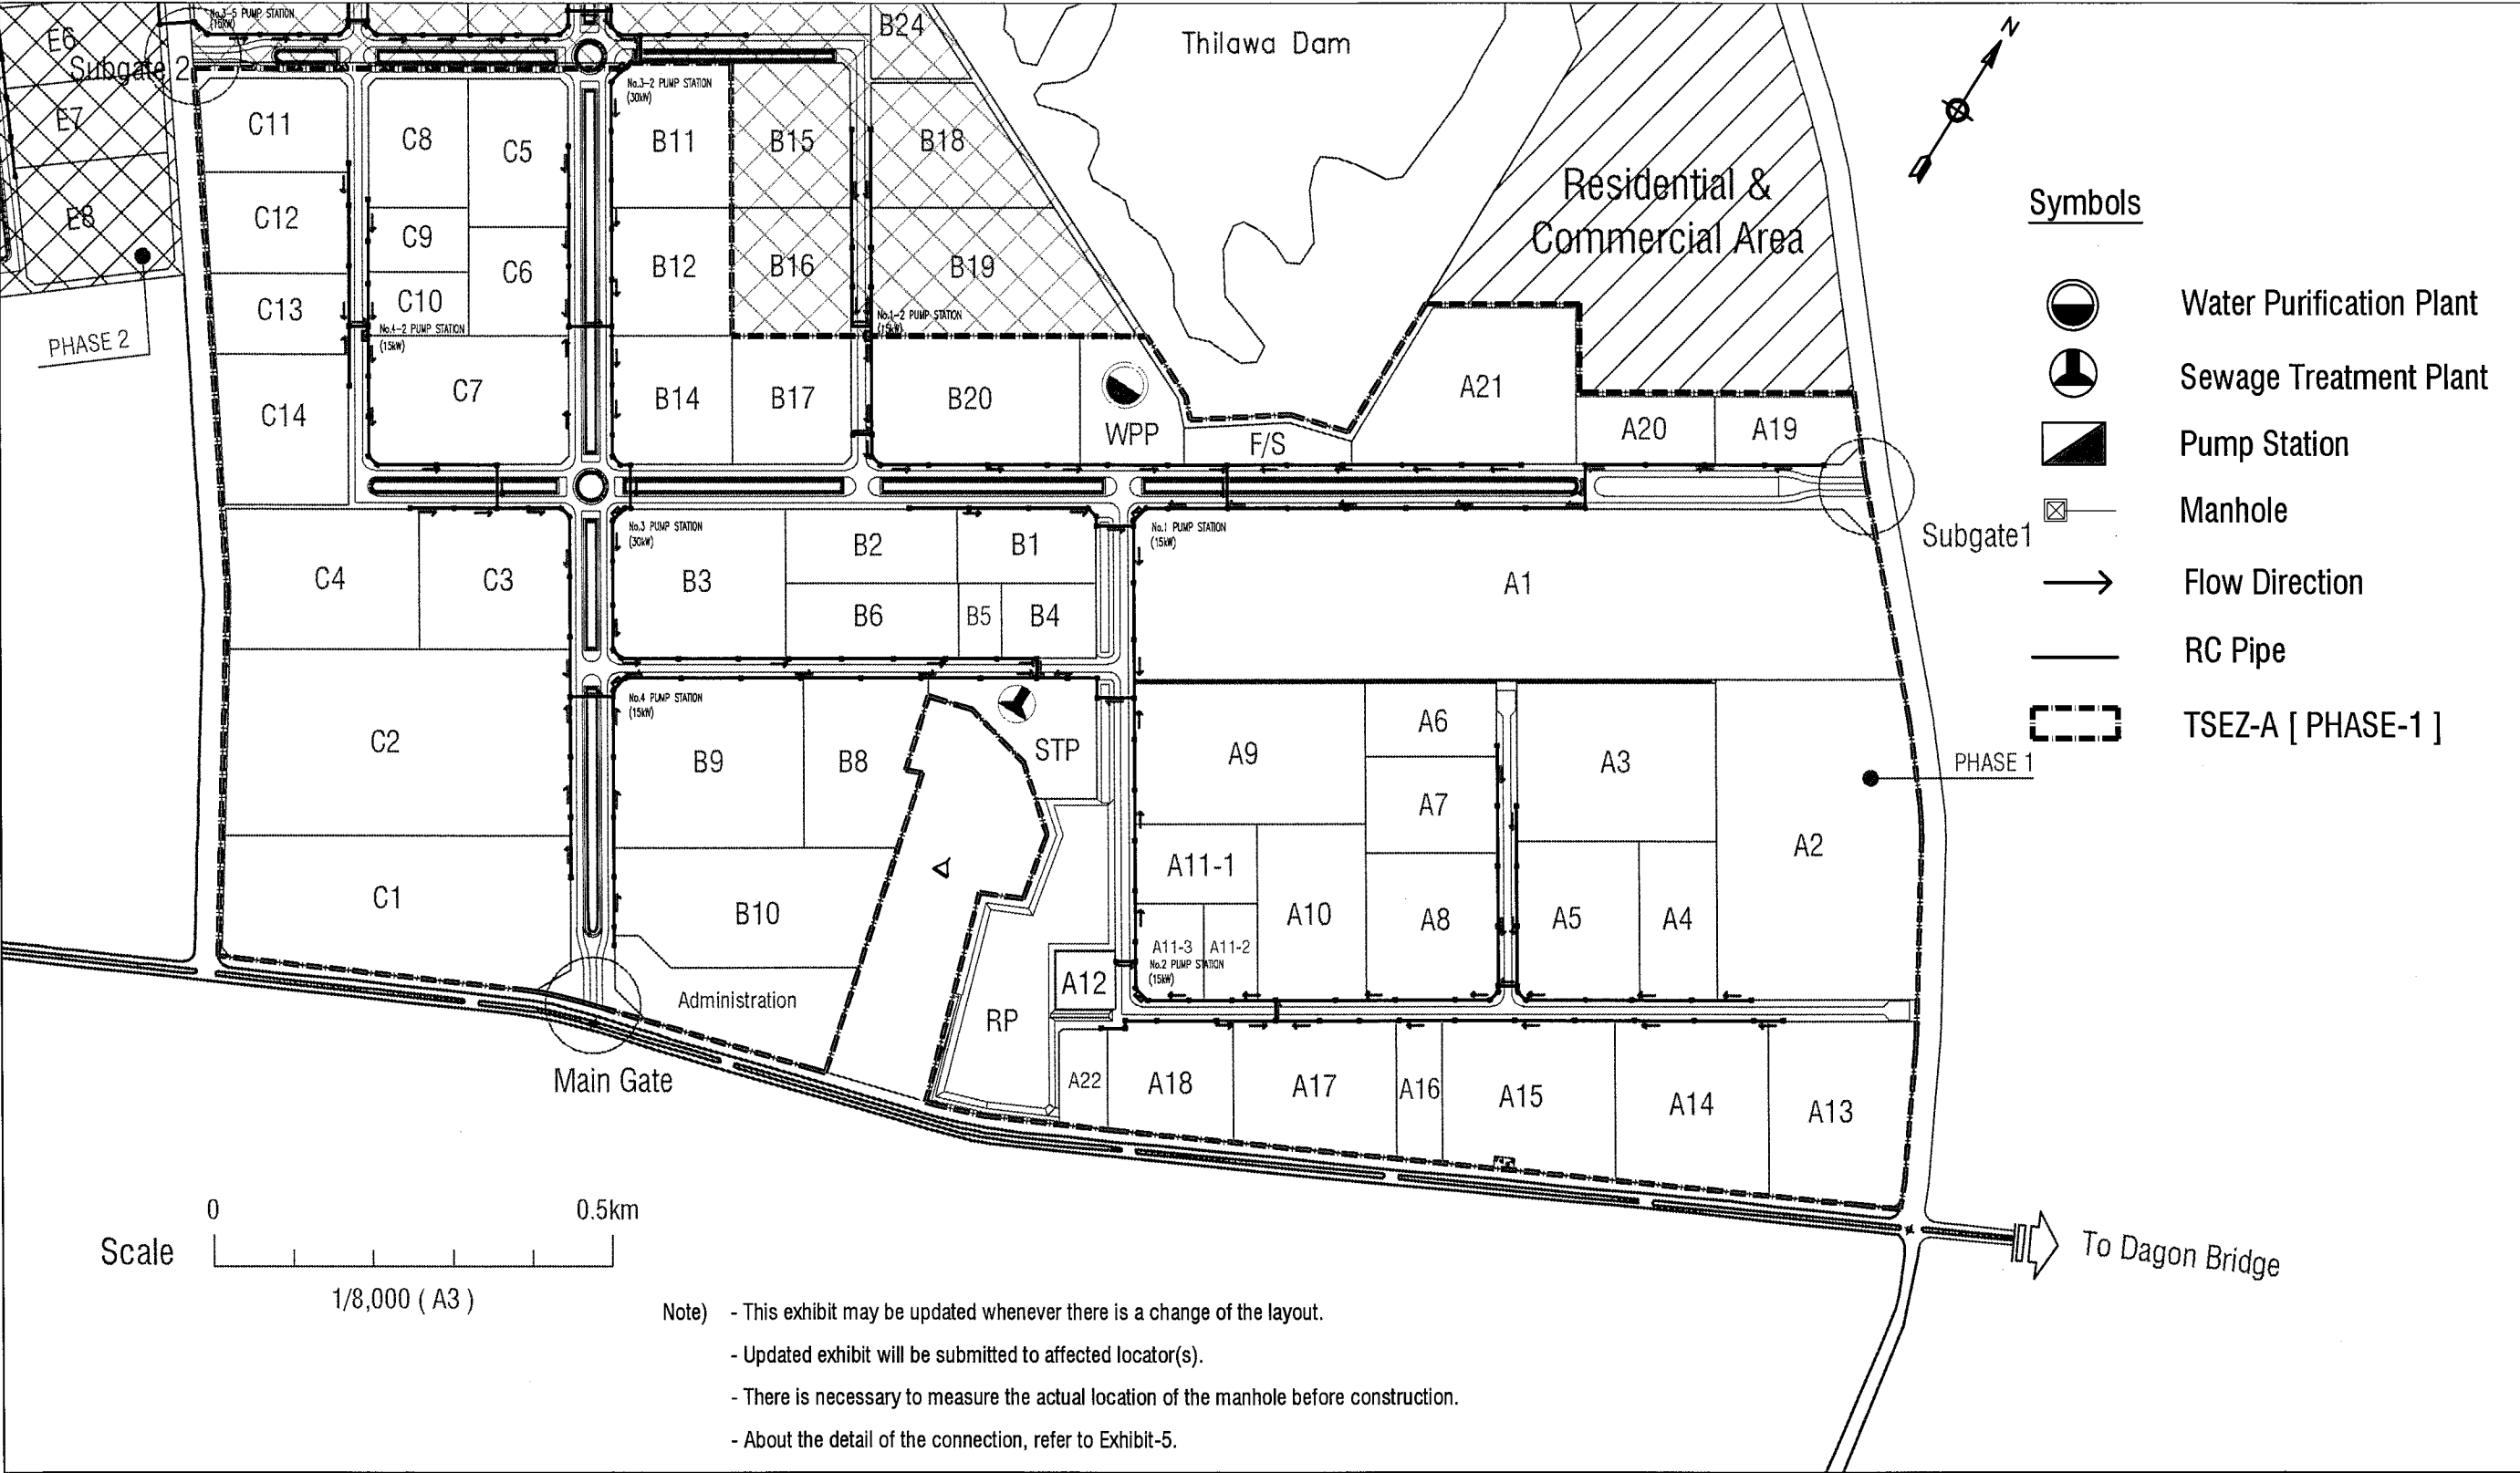 No.3-5 PUMP STATION
(15kW)
E6
Subgate 2
E7
E8
PHASE 2
B24
Thilawa Dam
N
No.3-2 PUMP STATION
(30kW)
C11
C8
C5
B11
B15
B18
C12
C9
C6
B12
B16
B19
C13
C10
No.4-2 PUMP STATION
(15kW)
No.1-2 PUMP STATION
(15kW)
Residential &
Commercial Area
C14
C7
B14
B17
B20
WPP
F/S
A21
A20
A19
Subgate1
Symbols
Water Purification Plant
Sewage Treatment Plant
Pump Station
Manhole
Flow Direction
RC Pipe
TSEZ-A [ PHASE-1 ]
PHASE 1
No.3 PUMP STATION
(30kW)
No.1 PUMP STATION
(15kW)
C4
C3
B3
B2
B1
B6
B5
B4
A1
No.4 PUMP STATION
(15kW)
C2
B9
B8
STP
A9
A6
A7
A3
A2
C1
B10
A11-1
A10
A8
A5
A4
A11-3
A11-2
No.2 PUMP STATION
(15kW)
A12
Administration
RP
Main Gate
A22
A18
A17
A16
A15
A14
A13
To Dagon Bridge
0
0.5km
Scale
1/8,000 ( A3 )
Note) - This exhibit may be updated whenever there is a change of the layout.
- Updated exhibit will be submitted to affected locator(s).
- There is necessary to measure the actual location of the manhole before construction.
- About the detail of the connection, refer to Exhibit-5.